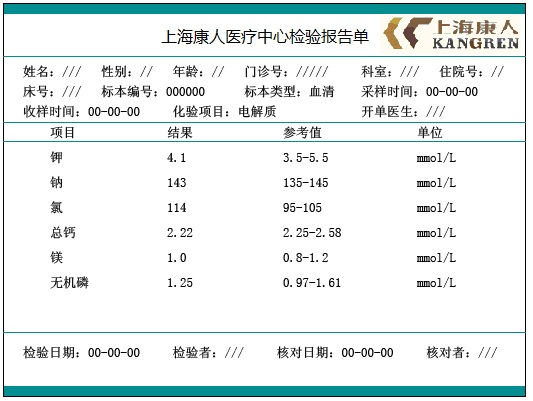 上海康人医疗中心检验报告单
上海康人
KANGREN
姓名：/// 性别：// 年龄：// 门诊号：///// 科室：/// 住院号：//
床号：/// 标本编号：000000 标本类型：血清 采样时间：00-00-00
收样时间：00-00-00 化验项目：电解质 开单医生：///
项目 结果 参考值 单位
钾 4.1 3.5-5.5 mmol/L
钠 143 135-145 mmol/L
氯 114 95-105 mmol/L
总钙 2.22 2.25-2.58 mmol/L
镁 1.0 0.8-1.2 mmol/L
无机磷 1.25 0.97-1.61 mmol/L
检验日期：00-00-00 检验者：/// 核对日期：00-00-00 核对者：///